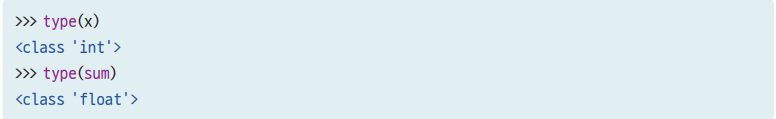 >>> type(x)
<class 'int'>
>>> type(sum)
<class 'float'>